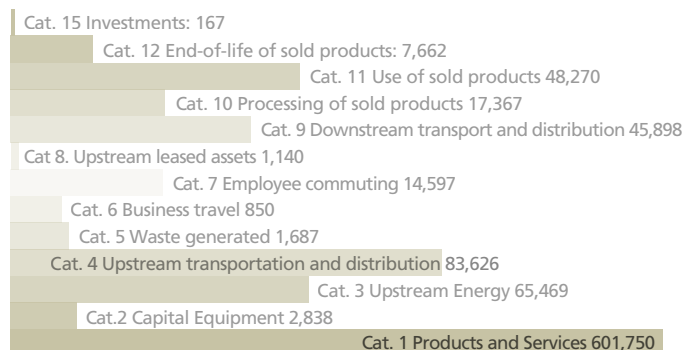 Cat. 15 Investments: 167
Cat. 12 End-of-life of sold products: 7,662
Cat. 11 Use of sold products 48,270
Cat. 10 Processing of sold products 17,367
Cat. 9 Downstream transport and distribution 45,898
Cat 8. Upstream leased assets 1,140
Cat. 7 Employee commuting 14,597
Cat. 6 Business travel 850
Cat. 5 Waste generated 1,687
Cat. 4 Upstream transportation and distribution 83,626
Cat. 3 Upstream Energy 65,469
Cat.2 Capital Equipment 2,838
Cat. 1 Products and Services 601,750